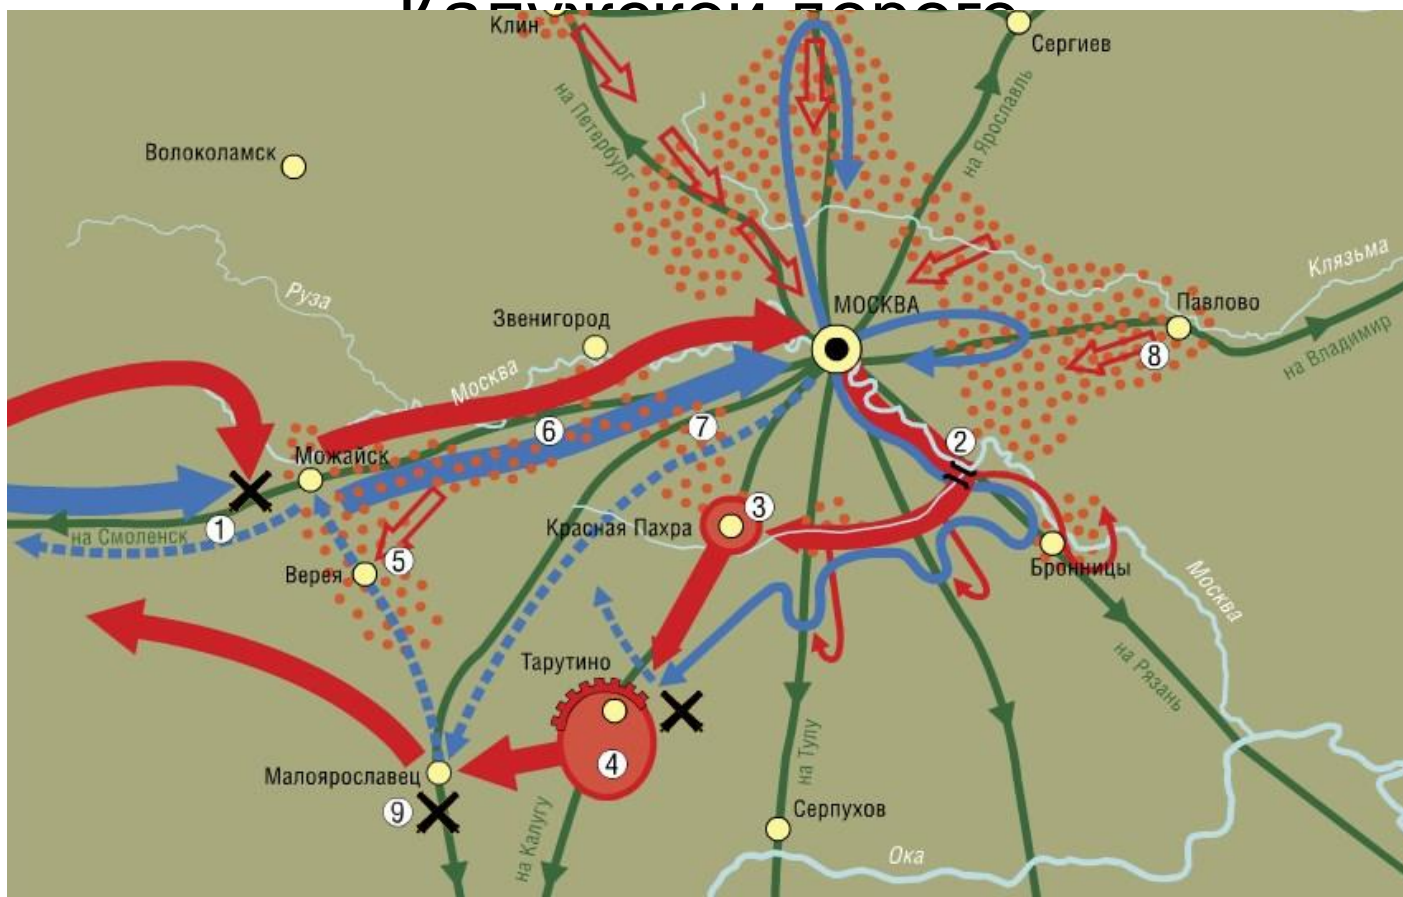 Калужской дороге
Клин
Сергиев
на Петербург
на Ярославль
Волоколамск
Клязьма
Руза
Павлово
МОСКВА
Звенигород
на Владимир
8
Москва
6
7
2
Можайск
3
1
на Смоленск
Красная Пахра
5
Верея
Бронницы
Москва
Тарутино
на Рязань
4
на Тулу
Малоярославец
9
Серпухов
на Калугу
Ока